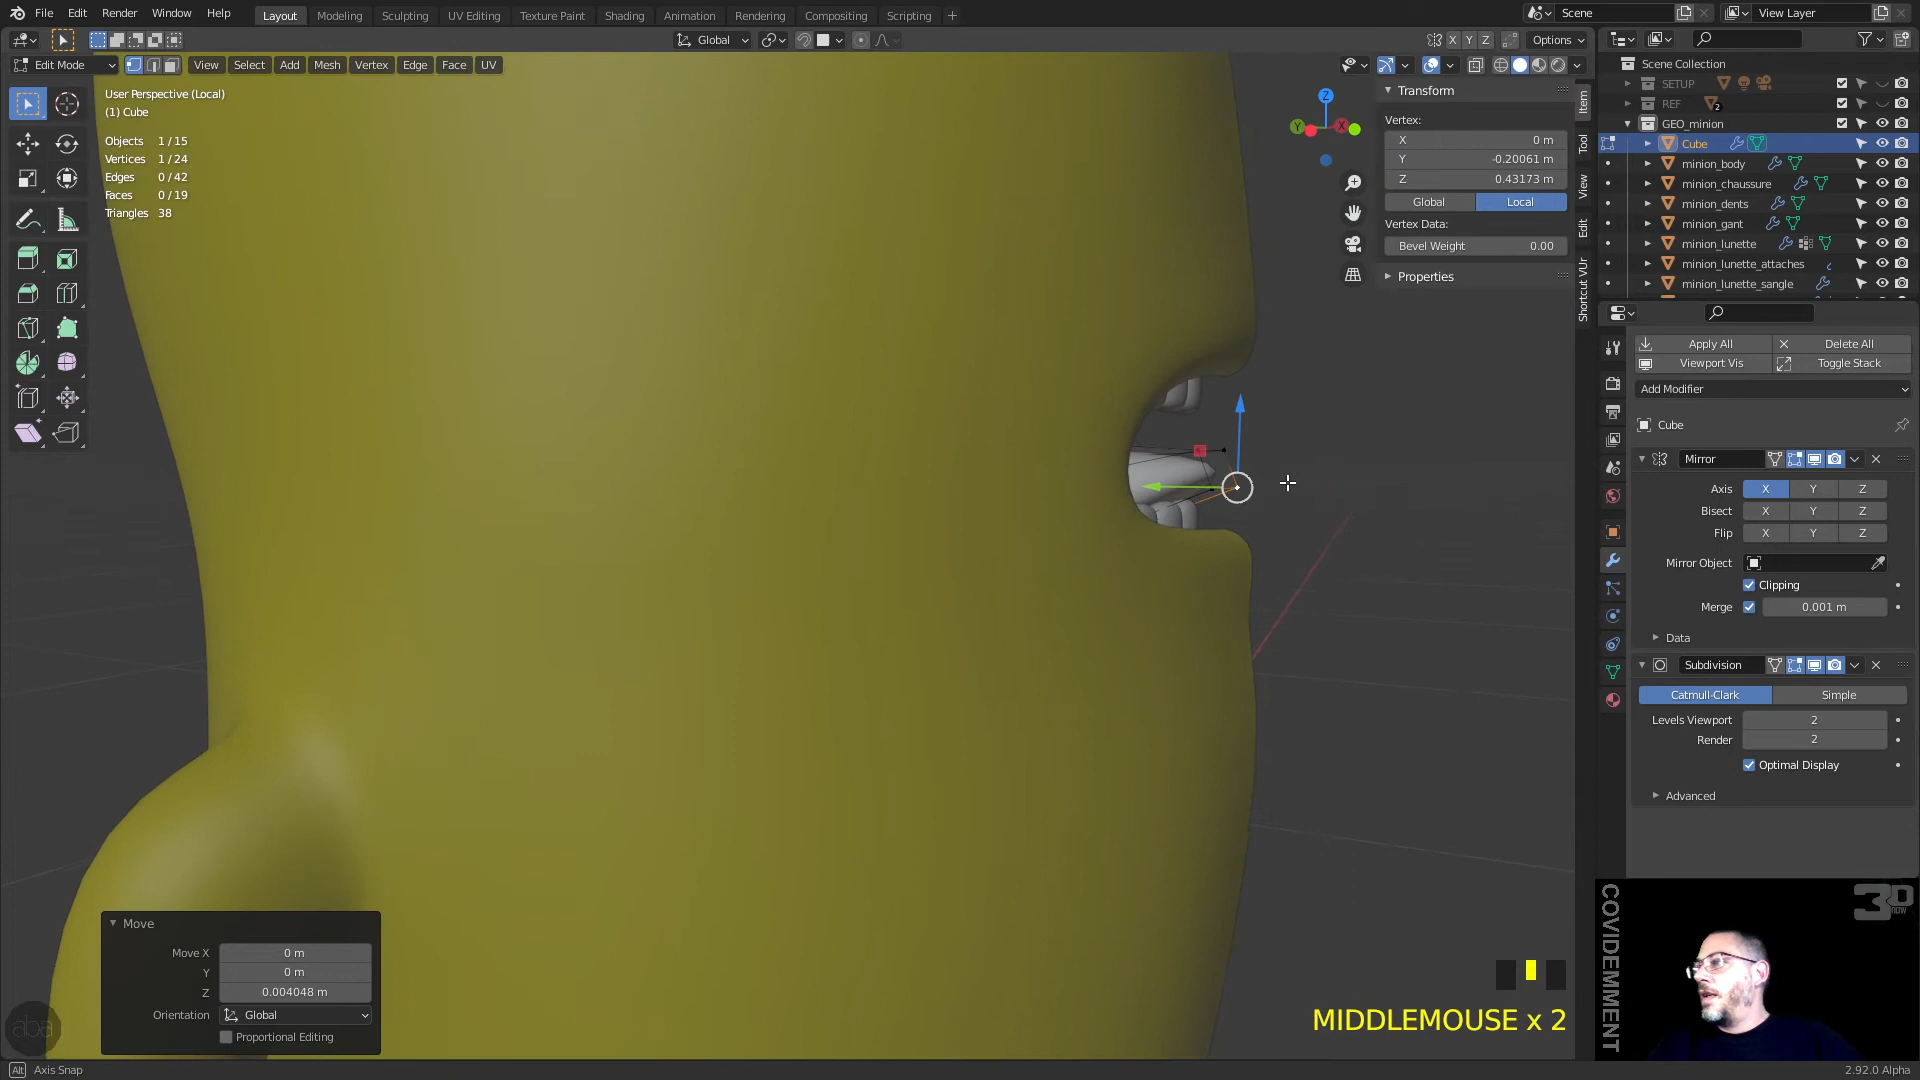 File Edit Render Window Help Layout Modeling Sculpting UV Editing Texture Paint Shading Animation Rendering Compositing Scripting + Scene View Layer
Global X Y Z Options
Edit Mode View Select Add Mesh Vertex Edge Face UV
User Perspective (Local)
(1) Cube
Objects 1/15
Vertices 1/24
Edges 0/42
Faces 0/19
Triangles 38
Z
Y
X
Transform
Vertex:
X 0 m
Y -0.20061 m
Z 0.43173 m
Global Local
Vertex Data:
Bevel Weight 0.00
Properties
Item
Tool
View
Edit
Shortcut VUr
Scene Collection
SETUP
REF 2
GEO_minion
Cube
minion_body
minion_chaussure
minion_dents
minion_gant
minion_lunette
minion_lunette_attaches
minion_lunette_sangle
Apply All Delete All
Viewport Vis Toggle Stack
Add Modifier
Cube
Mirror
Axis X Y Z
Bisect X Y Z
Flip X Y Z
Mirror Object
Clipping
Merge 0.001 m
Data
Subdivision
Catmull-Clark Simple
Levels Viewport 2
Render 2
Optimal Display
Advanced
Move
Move X 0 m
Y 0 m
Z 0.004048 m
Orientation Global
Proportional Editing
MIDDLEMOUSE x 2
COVIDEMMENT
3D
now
aba
Alt Axis Snap
2.92.0 Alpha